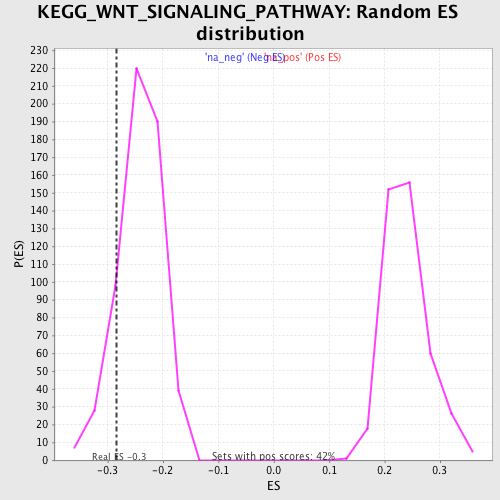 KEGG_WNT_SIGNALING_PATHWAY: Random ES
distribution
'na_neg' (Neg ES)
'na_pos' (Pos ES)
230
220
210
200
190
180
170
160
150
140
130
120
110
100
90
80
70
60
50
40
30
20
10
0
P(ES)
Real ES -0.3
Sets with pos scores: 42%
-0.3 -0.2 -0.1 0.0 0.1 0.2 0.3
ES